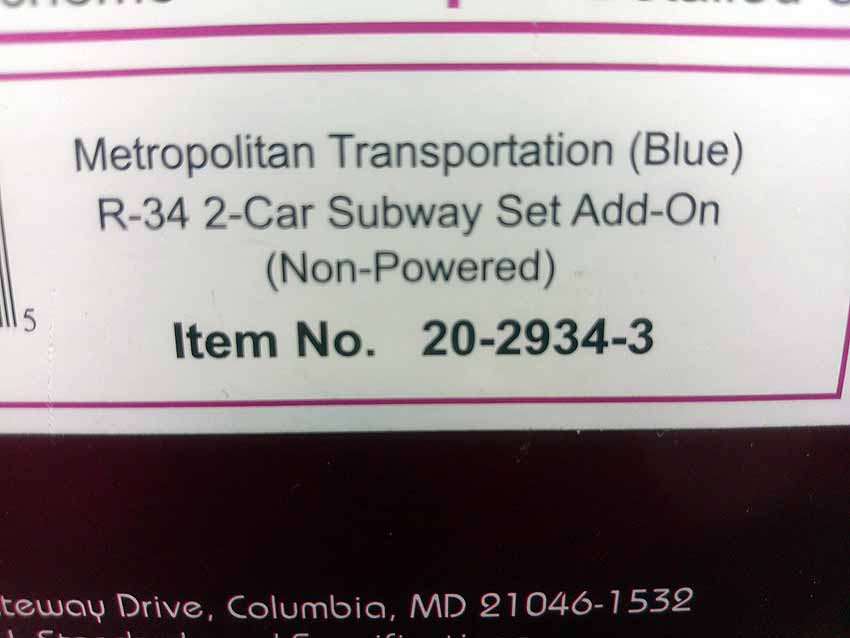 Metropolitan Transportation (Blue)
R-34 2-Car Subway Set Add-On
(Non-Powered)
5
Item No. 20-2934-3
teway Drive, Columbia, MD 21046-1532